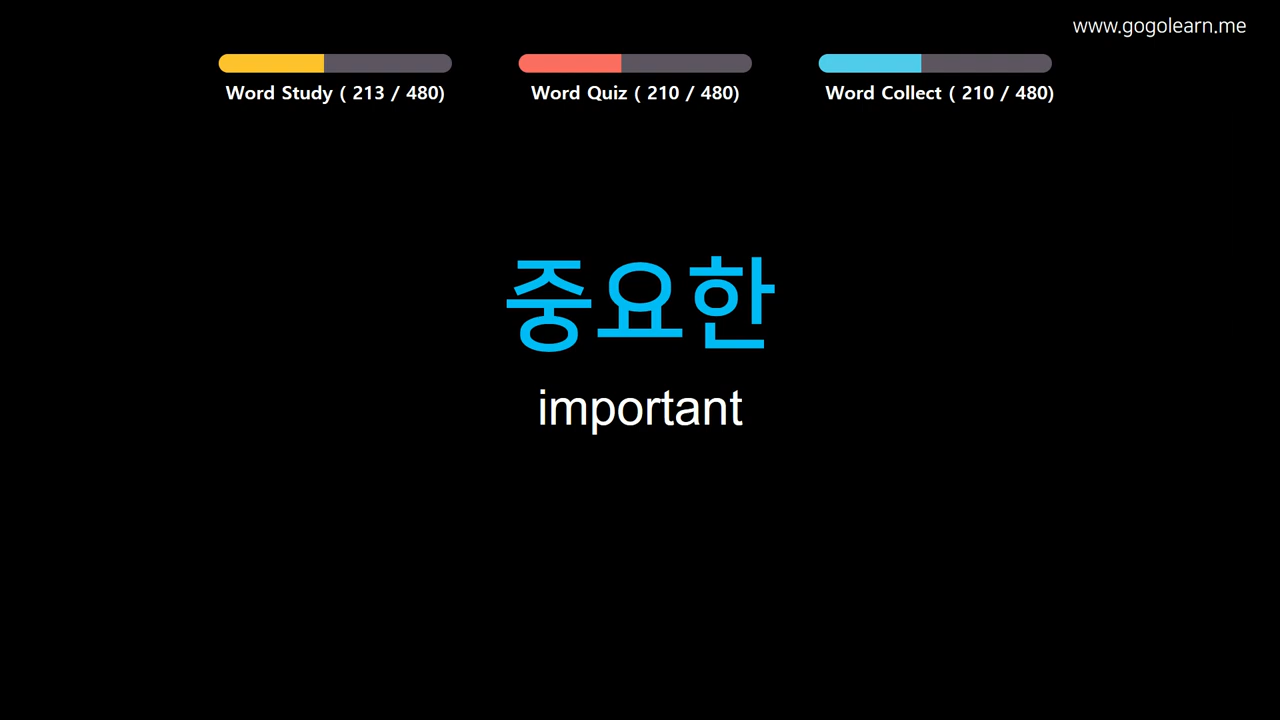 www.gogolearn.me
Word Study ( 213 / 480)
Word Quiz ( 210 / 480)
Word Collect ( 210 / 480)
중요한
important